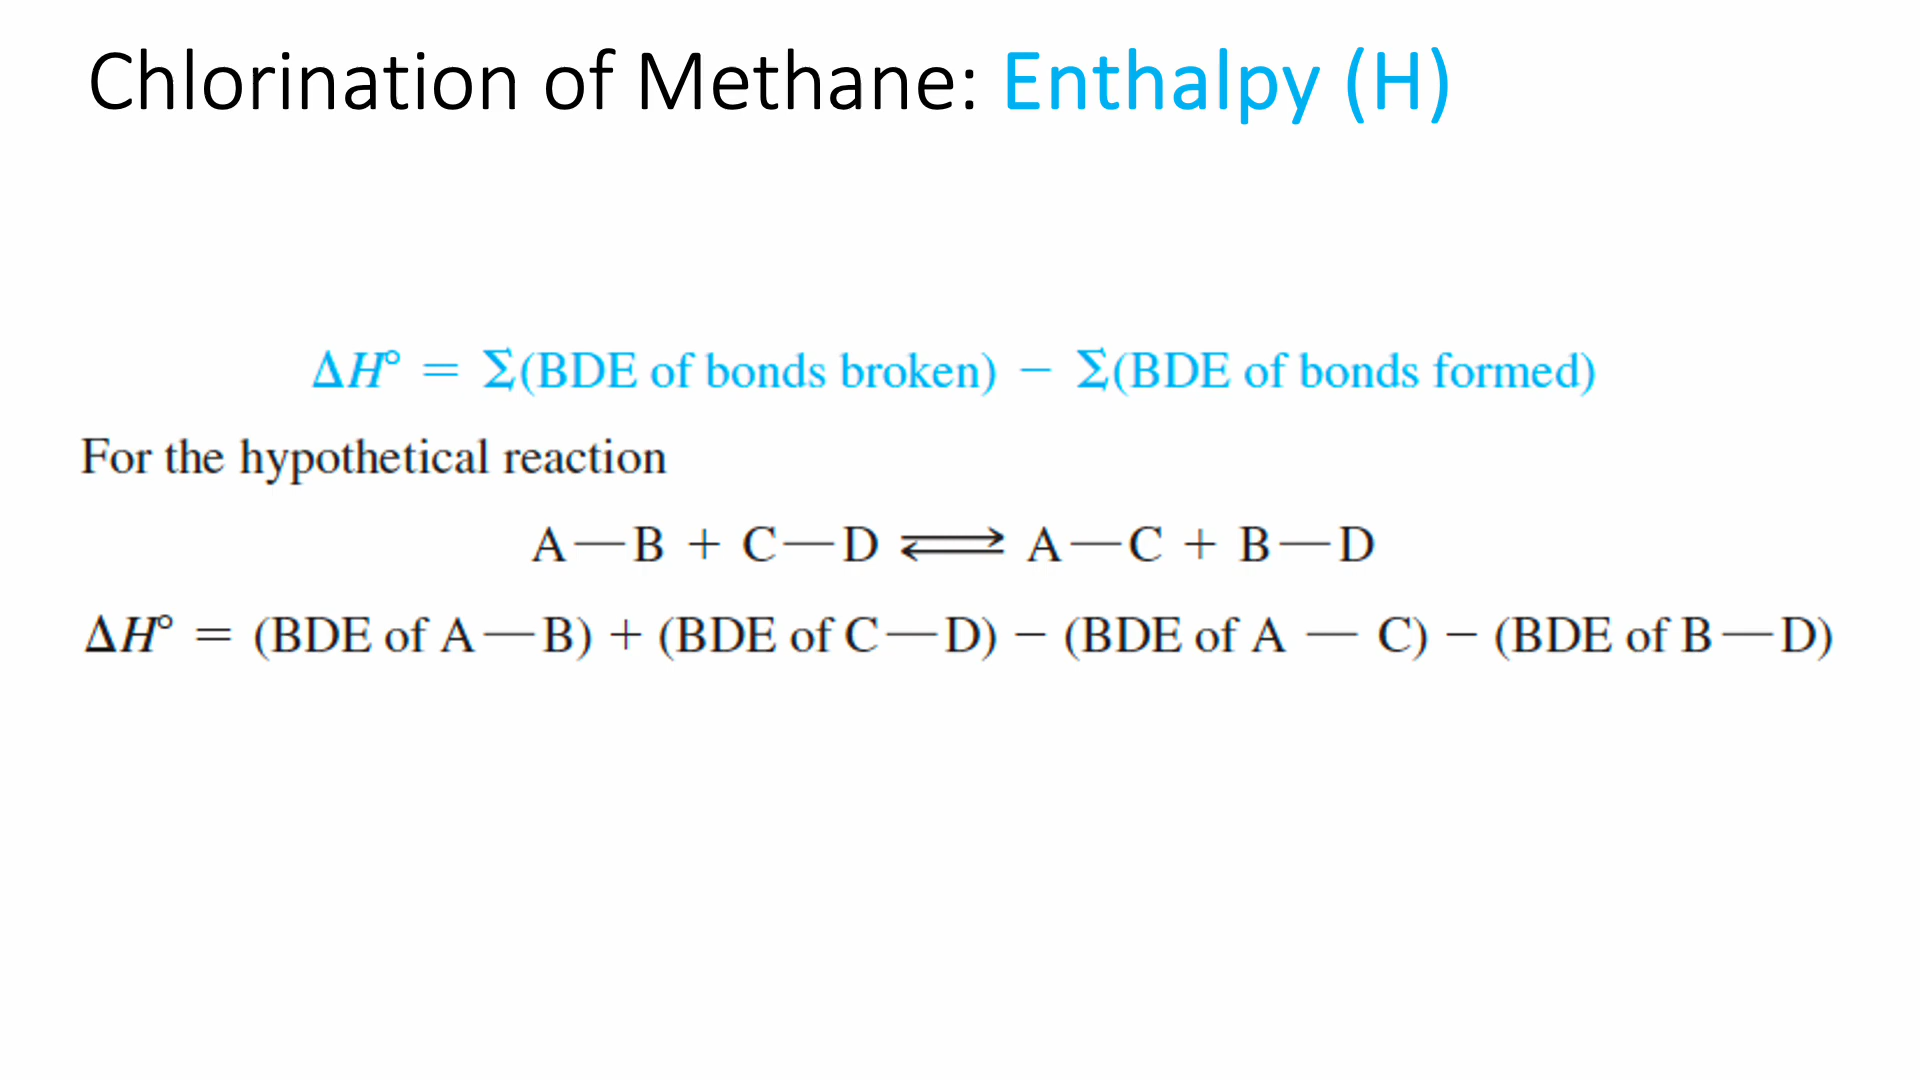 Chlorination of Methane: Enthalpy (H)
ΔH° = Σ(BDE of bonds broken) − Σ(BDE of bonds formed)
For the hypothetical reaction
A—B + C—D ⇌ A—C + B—D
ΔH° = (BDE of A—B) + (BDE of C—D) − (BDE of A — C) − (BDE of B—D)